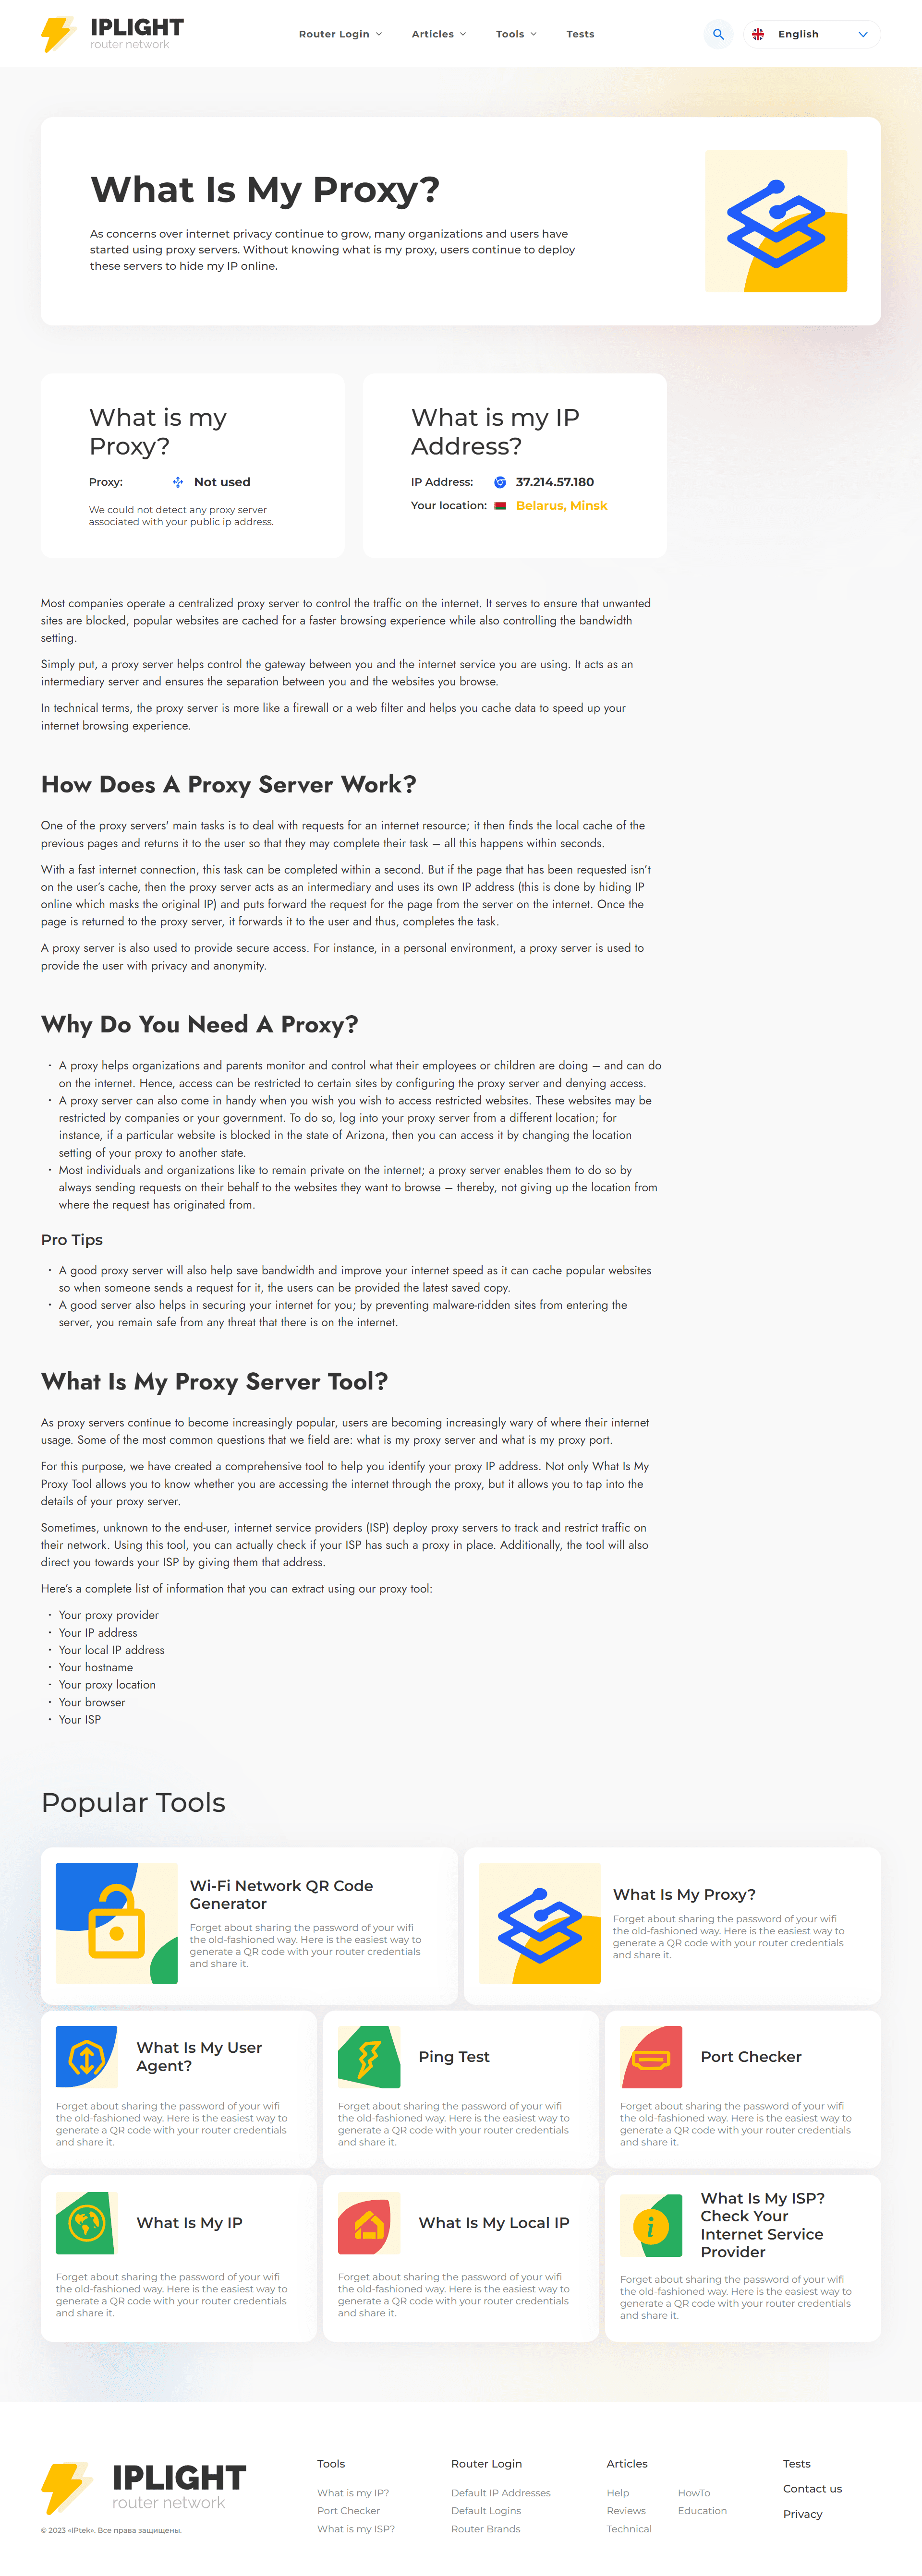 IPLIGHT
router network
Router Login
Articles
Tools
Tests
English
What Is My Proxy?
As concerns over internet privacy continue to grow, many organizations and users have
started using proxy servers. Without knowing what is my proxy, users continue to deploy
these servers to hide my IP online.
What is my
Proxy?
Proxy:
Not used
We could not detect any proxy server
associated with your public ip address.
What is my IP
Address?
IP Address:
37.214.57.180
Your location:
Belarus, Minsk
Most companies operate a centralized proxy server to control the traffic on the internet. It serves to ensure that unwanted
sites are blocked, popular websites are cached for a faster browsing experience while also controlling the bandwidth
setting.
Simply put, a proxy server helps control the gateway between you and the internet service you are using. It acts as an
intermediary server and ensures the separation between you and the websites you browse.
In technical terms, the proxy server is more like a firewall or a web filter and helps you cache data to speed up your
internet browsing experience.
How Does A Proxy Server Work?
One of the proxy servers' main tasks is to deal with requests for an internet resource; it then finds the local cache of the
previous pages and returns it to the user so that they may complete their task – all this happens within seconds.
With a fast internet connection, this task can be completed within a second. But if the page that has been requested isn't
on the user's cache, then the proxy server acts as an intermediary and uses its own IP address (this is done by hiding IP
online which masks the original IP) and puts forward the request for the page from the server on the internet. Once the
page is returned to the proxy server, it forwards it to the user and thus, completes the task.
A proxy server is also used to provide secure access. For instance, in a personal environment, a proxy server is used to
provide the user with privacy and anonymity.
Why Do You Need A Proxy?
• A proxy helps organizations and parents monitor and control what their employees or children are doing – and can do
on the internet. Hence, access can be restricted to certain sites by configuring the proxy server and denying access.
• A proxy server can also come in handy when you wish you wish to access restricted websites. These websites may be
restricted by companies or your government. To do so, log into your proxy server from a different location; for
instance, if a particular website is blocked in the state of Arizona, then you can access it by changing the location
setting of your proxy to another state.
• Most individuals and organizations like to remain private on the internet; a proxy server enables them to do so by
always sending requests on their behalf to the websites they want to browse – thereby, not giving up the location from
where the request has originated from.
Pro Tips
• A good proxy server will also help save bandwidth and improve your internet speed as it can cache popular websites
so when someone sends a request for it, the users can be provided the latest saved copy.
• A good server also helps in securing your internet for you; by preventing malware-ridden sites from entering the
server, you remain safe from any threat that there is on the internet.
What Is My Proxy Server Tool?
As proxy servers continue to become increasingly popular, users are becoming increasingly wary of where their internet
usage. Some of the most common questions that we field are: what is my proxy server and what is my proxy port.
For this purpose, we have created a comprehensive tool to help you identify your proxy IP address. Not only What Is My
Proxy Tool allows you to know whether you are accessing the internet through the proxy, but it allows you to tap into the
details of your proxy server.
Sometimes, unknown to the end-user, internet service providers (ISP) deploy proxy servers to track and restrict traffic on
their network. Using this tool, you can actually check if your ISP has such a proxy in place. Additionally, the tool will also
direct you towards your ISP by giving them that address.
Here's a complete list of information that you can extract using our proxy tool:
• Your proxy provider
• Your IP address
• Your local IP address
• Your hostname
• Your proxy location
• Your browser
• Your ISP
Popular Tools
Wi-Fi Network QR Code
Generator
Forget about sharing the password of your wifi
the old-fashioned way. Here is the easiest way to
generate a QR code with your router credentials
and share it.
What Is My Proxy?
Forget about sharing the password of your wifi
the old-fashioned way. Here is the easiest way to
generate a QR code with your router credentials
and share it.
What Is My User
Agent?
Forget about sharing the password of your wifi
the old-fashioned way. Here is the easiest way to
generate a QR code with your router credentials
and share it.
Ping Test
Forget about sharing the password of your wifi
the old-fashioned way. Here is the easiest way to
generate a QR code with your router credentials
and share it.
Port Checker
Forget about sharing the password of your wifi
the old-fashioned way. Here is the easiest way to
generate a QR code with your router credentials
and share it.
What Is My IP
Forget about sharing the password of your wifi
the old-fashioned way. Here is the easiest way to
generate a QR code with your router credentials
and share it.
What Is My Local IP
Forget about sharing the password of your wifi
the old-fashioned way. Here is the easiest way to
generate a QR code with your router credentials
and share it.
i
What Is My ISP?
Check Your
Internet Service
Provider
Forget about sharing the password of your wifi
the old-fashioned way. Here is the easiest way to
generate a QR code with your router credentials
and share it.
IPLIGHT
router network
© 2023 «IPtek». Все права защищены.
Tools
What is my IP?
Port Checker
What is my ISP?
Router Login
Default IP Addresses
Default Logins
Router Brands
Articles
Help
Reviews
Technical
HowTo
Education
Tests
Contact us
Privacy